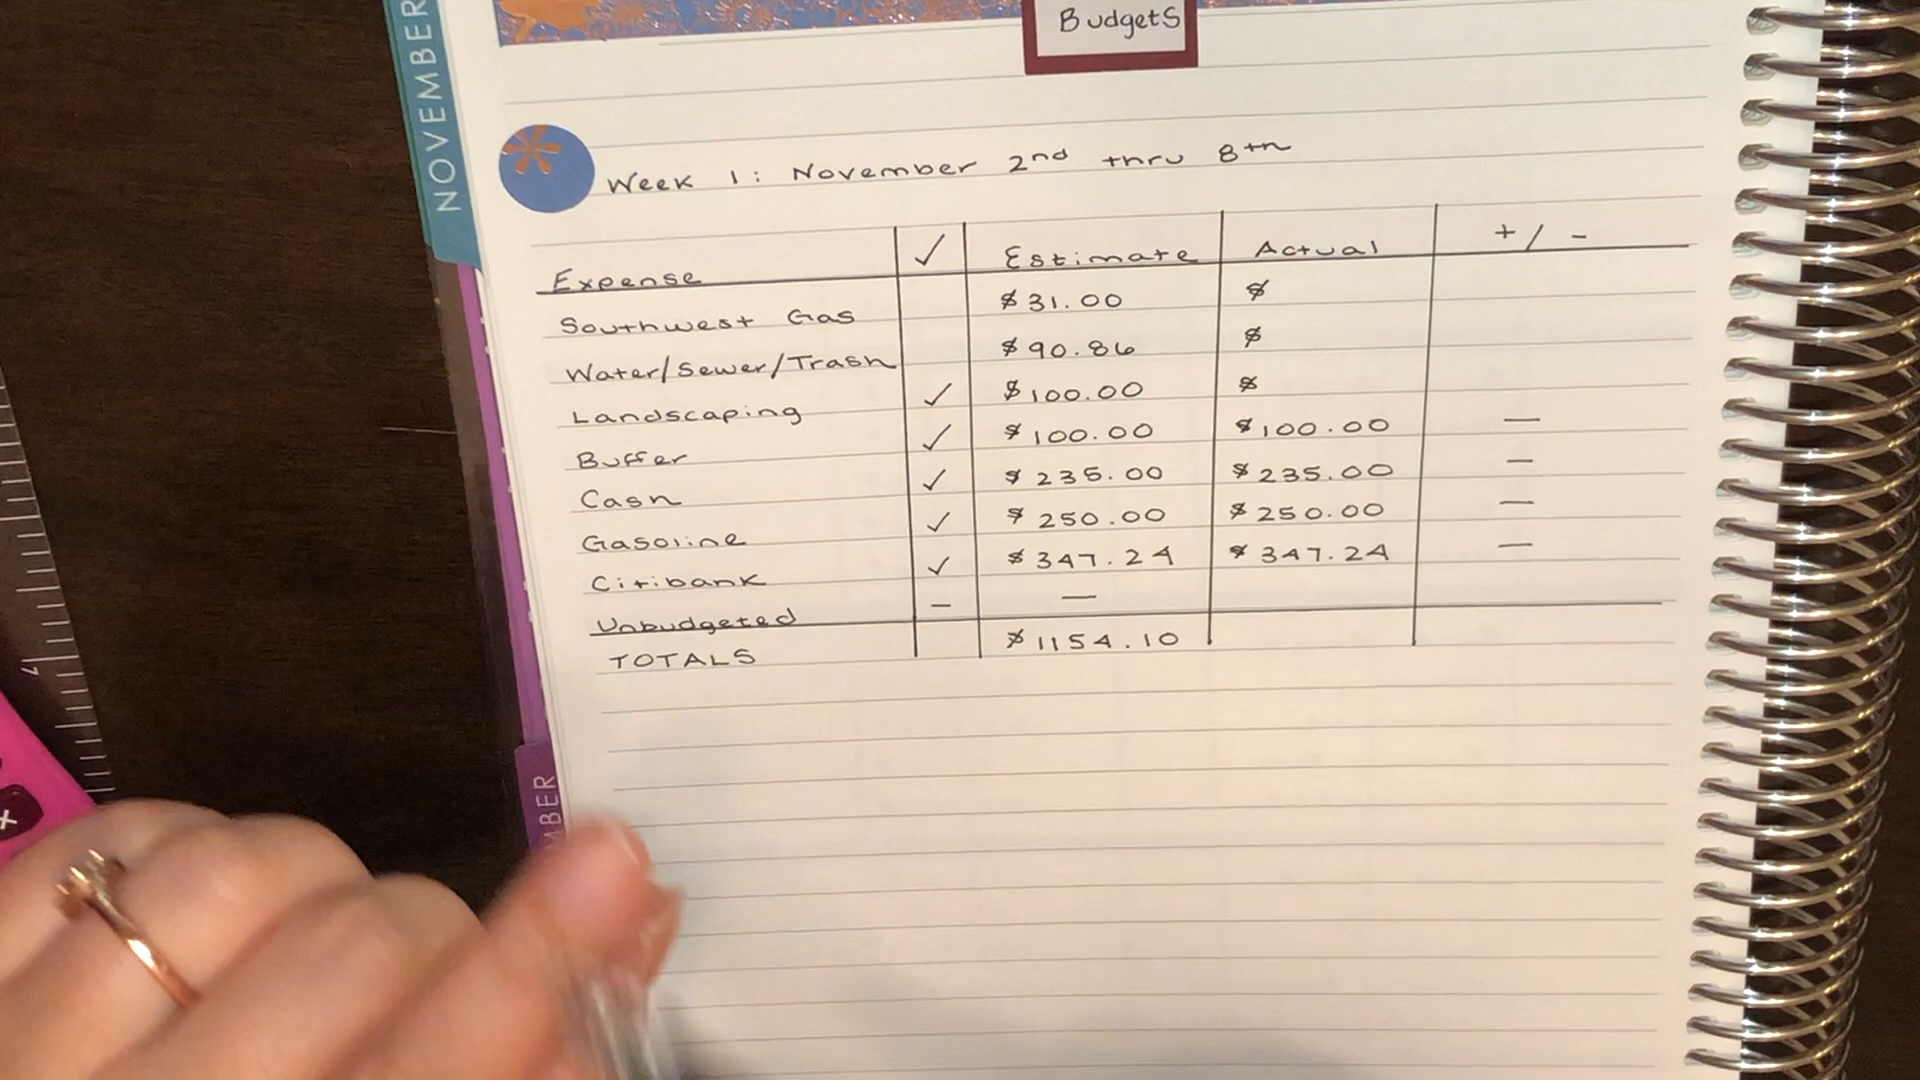 NOVEMBER
Budgets
Week 1: November 2nd thru 8th
Expense ✓ Estimate Actual + / -
Southwest Gas $31.00 $
Water/Sewer/Trash $90.86 $
Landscaping ✓ $100.00 $
Buffer ✓ $100.00 $100.00 —
Cash ✓ $235.00 $235.00 —
Gasoline ✓ $250.00 $250.00 —
Citibank ✓ $347.24 $347.24 —
Unbudgeted — —
TOTALS $1154.10
MBER
7
+